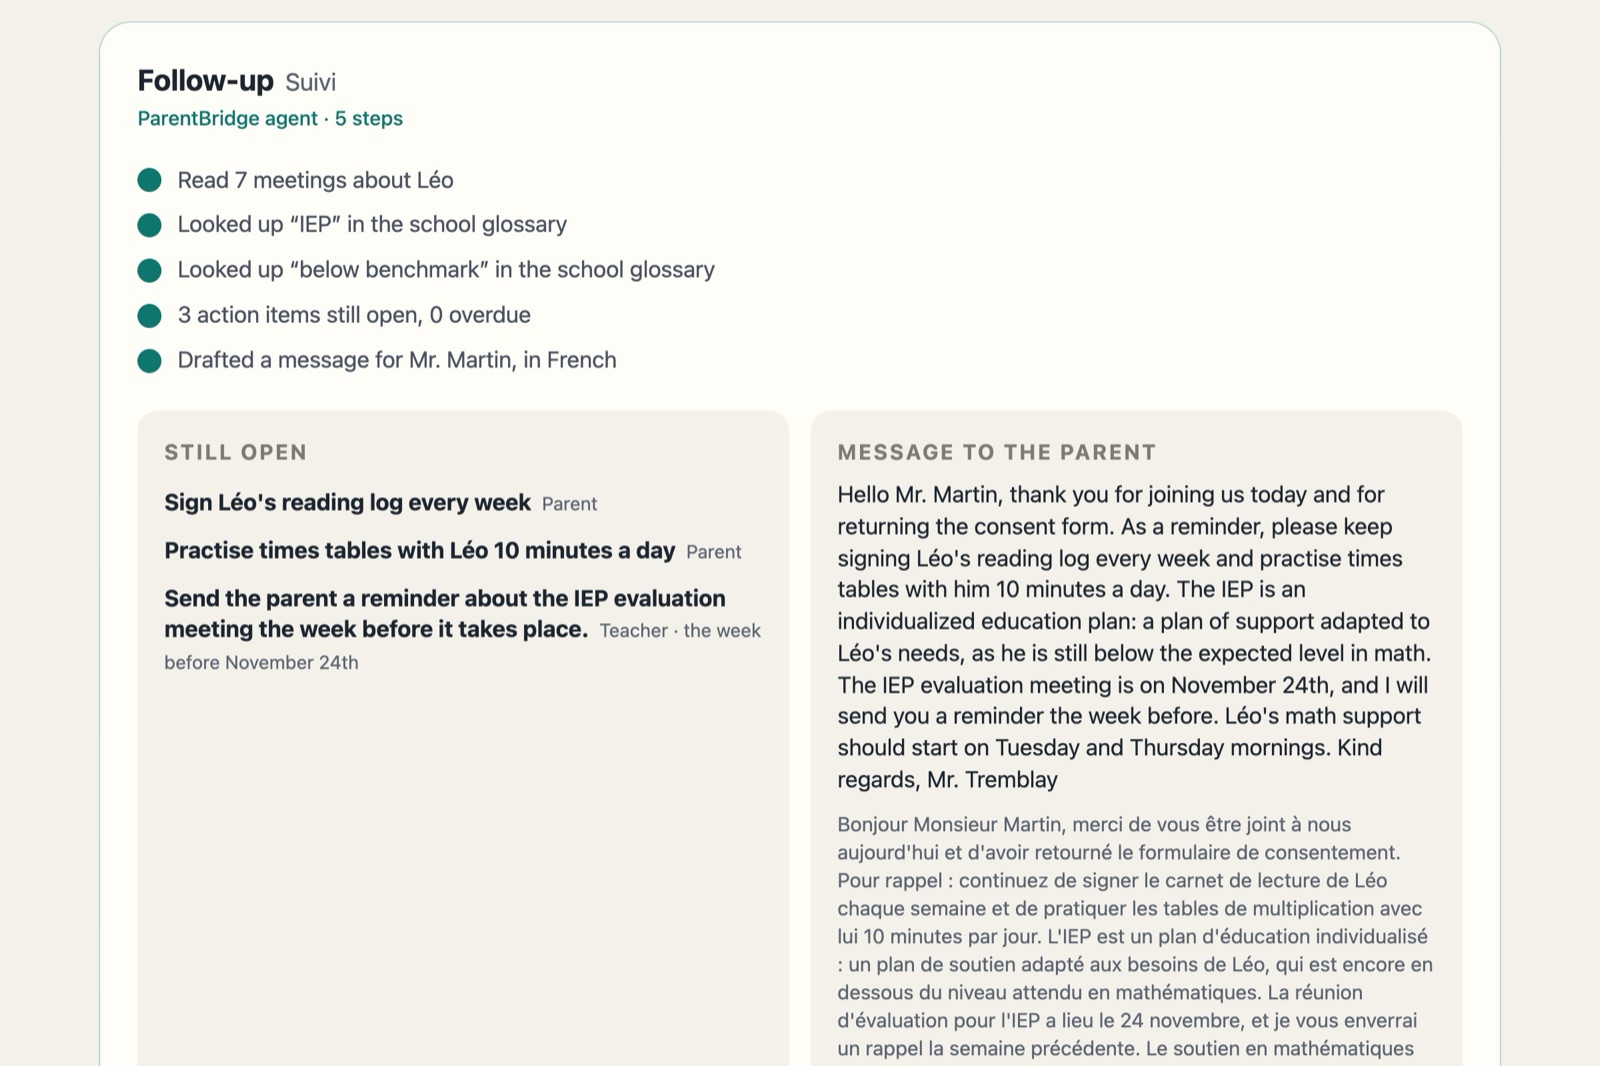 Follow-up Suivi
ParentBridge agent · 5 steps
Read 7 meetings about Léo
Looked up “IEP” in the school glossary
Looked up “below benchmark” in the school glossary
3 action items still open, 0 overdue
Drafted a message for Mr. Martin, in French
STILL OPEN
Sign Léo's reading log every week Parent
Practise times tables with Léo 10 minutes a day Parent
Send the parent a reminder about the IEP evaluation
meeting the week before it takes place. Teacher · the week
before November 24th
MESSAGE TO THE PARENT
Hello Mr. Martin, thank you for joining us today and for
returning the consent form. As a reminder, please keep
signing Léo's reading log every week and practise times
tables with him 10 minutes a day. The IEP is an
individualized education plan: a plan of support adapted to
Léo's needs, as he is still below the expected level in math.
The IEP evaluation meeting is on November 24th, and I will
send you a reminder the week before. Léo's math support
should start on Tuesday and Thursday mornings. Kind
regards, Mr. Tremblay
Bonjour Monsieur Martin, merci de vous être joint à nous
aujourd'hui et d'avoir retourné le formulaire de consentement.
Pour rappel : continuez de signer le carnet de lecture de Léo
chaque semaine et de pratiquer les tables de multiplication avec
lui 10 minutes par jour. L'IEP est un plan d'éducation individualisé
: un plan de soutien adapté aux besoins de Léo, qui est encore en
dessous du niveau attendu en mathématiques. La réunion
d'évaluation pour l'IEP a lieu le 24 novembre, et je vous enverrai
un rappel la semaine précédente. Le soutien en mathématiques